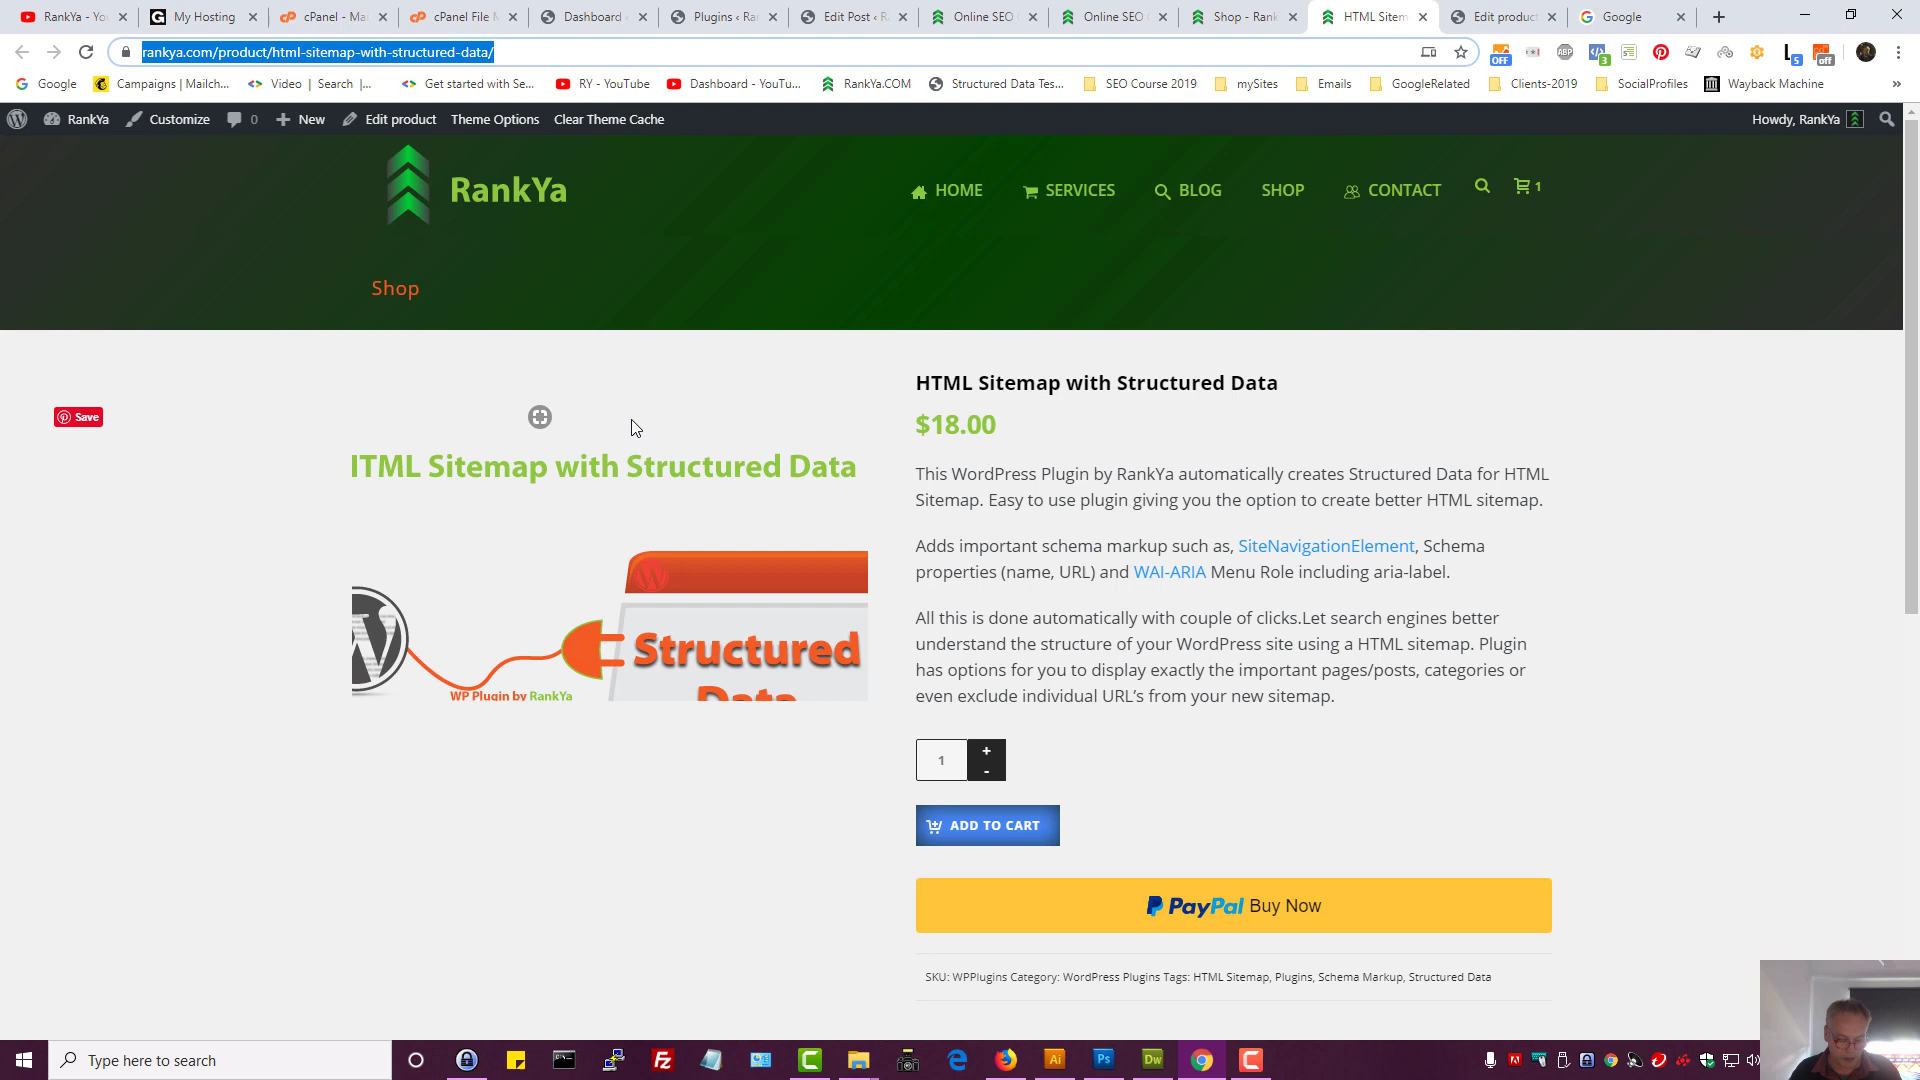 RankYa - Yo
My Hosting
cPanel - Ma
cPanel File M
Dashboard
Plugins ‹ Ra
Edit Post ‹ R
Online SEO
Online SEO
Shop - Rank
HTML Sitem
Edit product
Google
rankya.com/product/html-sitemap-with-structured-data/
OFF
ABP
3
5
off
Google
Campaigns | Mailch...
Video | Search |...
Get started with Se...
RY - YouTube
Dashboard - YouTu...
RankYa.COM
Structured Data Tes...
SEO Course 2019
mySites
Emails
GoogleRelated
Clients-2019
SocialProfiles
Wayback Machine
»
RankYa
Customize
0
New
Edit product
Theme Options
Clear Theme Cache
Howdy, RankYa
RankYa
HOME
SERVICES
BLOG
SHOP
CONTACT
1
Shop
Save
ITML Sitemap with Structured Data
Structured
Data
WP Plugin by RankYa
HTML Sitemap with Structured Data
$18.00
This WordPress Plugin by RankYa automatically creates Structured Data for HTML
Sitemap. Easy to use plugin giving you the option to create better HTML sitemap.
Adds important schema markup such as, SiteNavigationElement, Schema
properties (name, URL) and WAI-ARIA Menu Role including aria-label.
All this is done automatically with couple of clicks.Let search engines better
understand the structure of your WordPress site using a HTML sitemap. Plugin
has options for you to display exactly the important pages/posts, categories or
even exclude individual URL’s from your new sitemap.
1
+
-
ADD TO CART
PayPal Buy Now
SKU: WPPlugins Category: WordPress Plugins Tags: HTML Sitemap, Plugins, Schema Markup, Structured Data
Type here to search
Fz
Ai
Ps
Dw